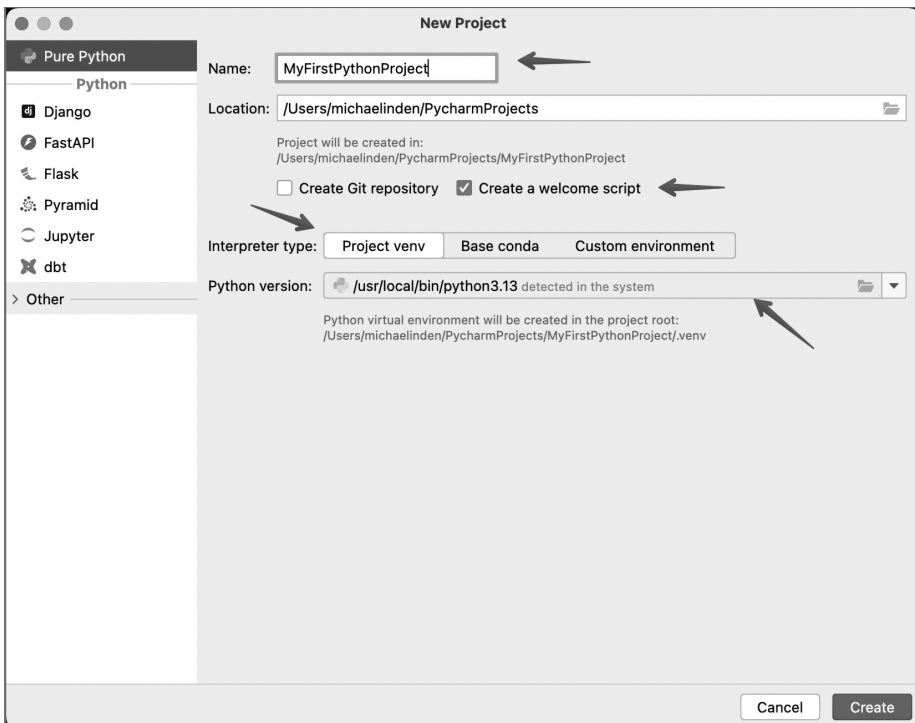 New Project
Pure Python
Python
Django
FastAPI
Flask
Pyramid
Jupyter
dbt
Other
Name: MyFirstPythonProject
Location: /Users/michaelinden/PycharmProjects
Project will be created in:
/Users/michaelinden/PycharmProjects/MyFirstPythonProject
Create Git repository Create a welcome script
Interpreter type: Project venv Base conda Custom environment
Python version: /usr/local/bin/python3.13 detected in the system
Python virtual environment will be created in the project root:
/Users/michaelinden/PycharmProjects/MyFirstPythonProject/.venv
Cancel Create